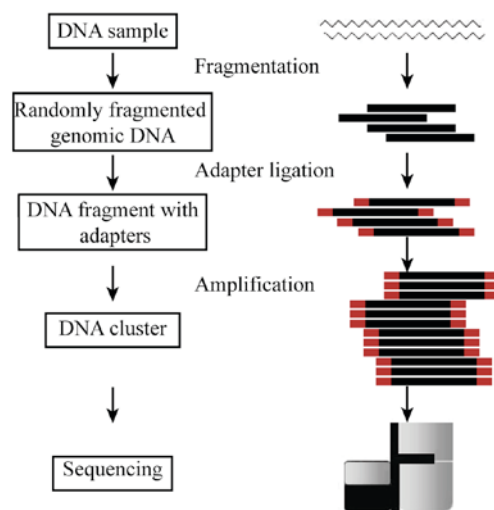 DNA sample
Fragmentation
Randomly fragmented
genomic DNA
Adapter ligation
DNA fragment with
adapters
Amplification
DNA cluster
Sequencing